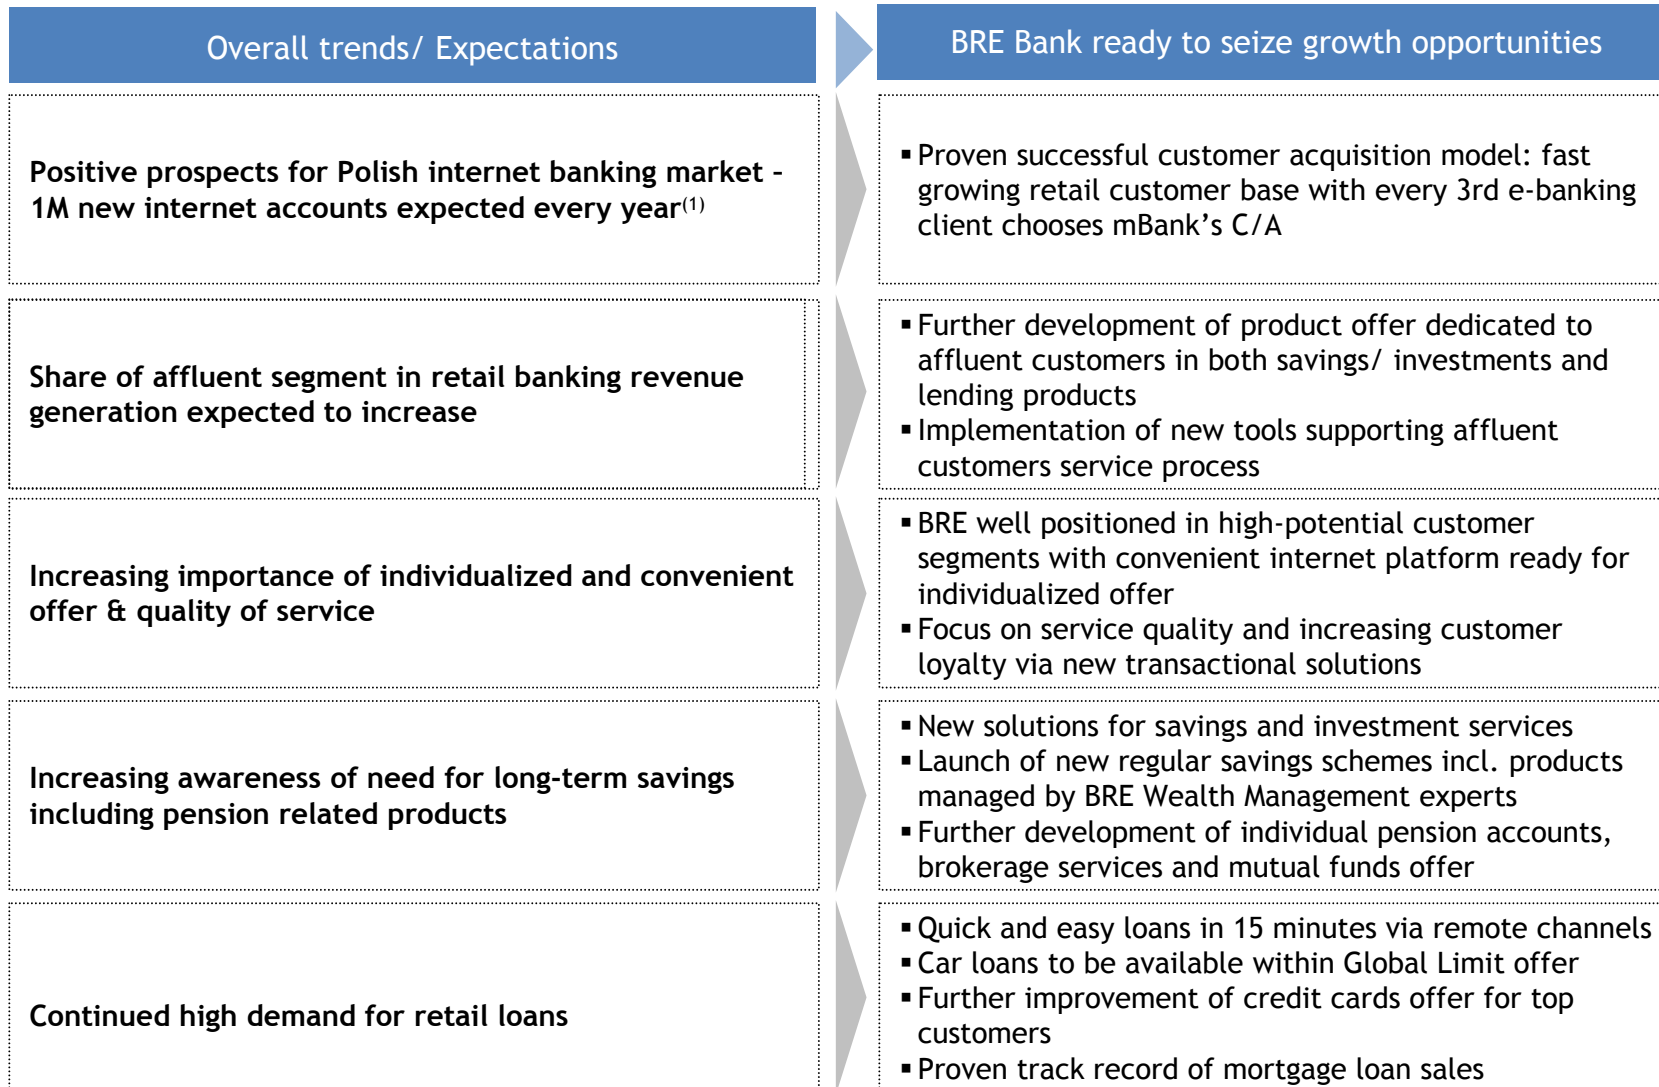 Overall trends/ Expectations
BRE Bank ready to seize growth opportunities
Positive prospects for Polish internet banking market –
1M new internet accounts expected every year(1)
▪ Proven successful customer acquisition model: fast
growing retail customer base with every 3rd e-banking
client chooses mBank’s C/A
Share of affluent segment in retail banking revenue
generation expected to increase
▪ Further development of product offer dedicated to
affluent customers in both savings/ investments and
lending products
▪ Implementation of new tools supporting affluent
customers service process
Increasing importance of individualized and convenient
offer & quality of service
▪ BRE well positioned in high-potential customer
segments with convenient internet platform ready for
individualized offer
▪ Focus on service quality and increasing customer
loyalty via new transactional solutions
Increasing awareness of need for long-term savings
including pension related products
▪ New solutions for savings and investment services
▪ Launch of new regular savings schemes incl. products
managed by BRE Wealth Management experts
▪ Further development of individual pension accounts,
brokerage services and mutual funds offer
Continued high demand for retail loans
▪ Quick and easy loans in 15 minutes via remote channels
▪ Car loans to be available within Global Limit offer
▪ Further improvement of credit cards offer for top
customers
▪ Proven track record of mortgage loan sales